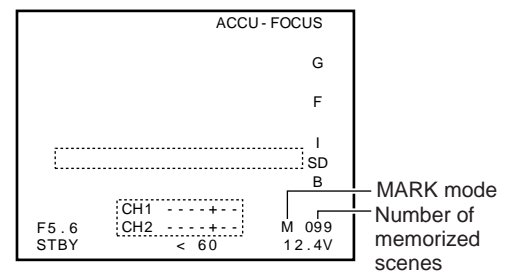 ACCU-FOCUS
G
F
I
SD
B
MARK mode
CH1 - - - - + - -
F5.6 CH2 - - - - + - - M 099
Number of
STBY < 60 12.4V
memorized
scenes